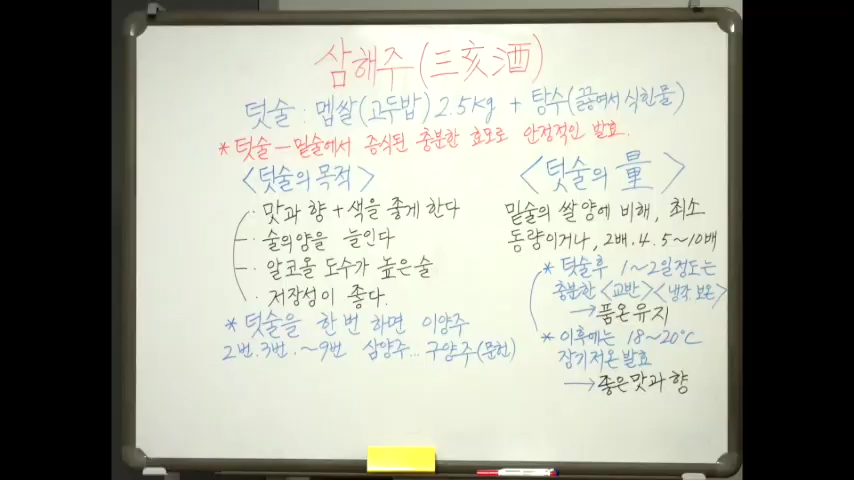 삼해주(三亥酒)
덧술 : 멥쌀(고두밥) 2.5kg + 탕수(끓여서 식힌물)
* 덧술 – 밑술에서 증식된 충분한 효모로 안정적인 발효.
<덧술의 목적>
· 맛과 향 + 색을 좋게 한다
· 술의양을 늘인다
· 알코올 도수가 높은술
· 저장성이 좋다.
* 덧술을 한번 하면 이양주
2번. 3번. ~9번 삼양주... 구양주(문헌)
<덧술의 量>
밑술의 쌀양에 비해, 최소
동량이거나, 2배. 4. 5~10배
* 덧술후 1~2일정도는
충분한 <교반> <냉각 보온>
→ 품온유지
* 이후에는 18~20℃
장기저온발효
→ 좋은맛과 향